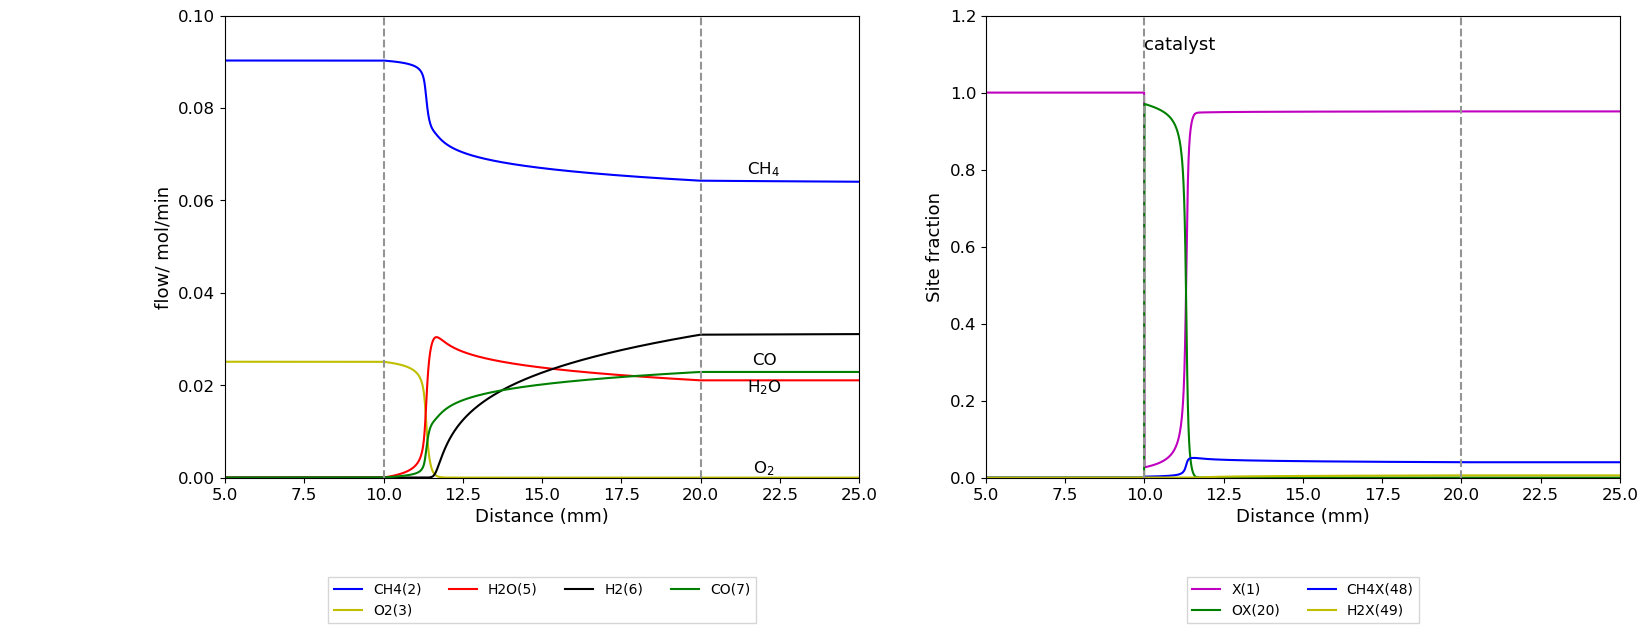 0.10
0.08
0.06
0.04
0.02
0.00
flow/ mol/min
CH₄
CO
H₂O
O₂
5.0 7.5 10.0 12.5 15.0 17.5 20.0 22.5 25.0
Distance (mm)
CH4(2) H2O(5) H2(6) CO(7)
O2(3)
1.2
1.0
0.8
0.6
0.4
0.2
0.0
Site fraction
catalyst
5.0 7.5 10.0 12.5 15.0 17.5 20.0 22.5 25.0
Distance (mm)
X(1) CH4X(48)
OX(20) H2X(49)